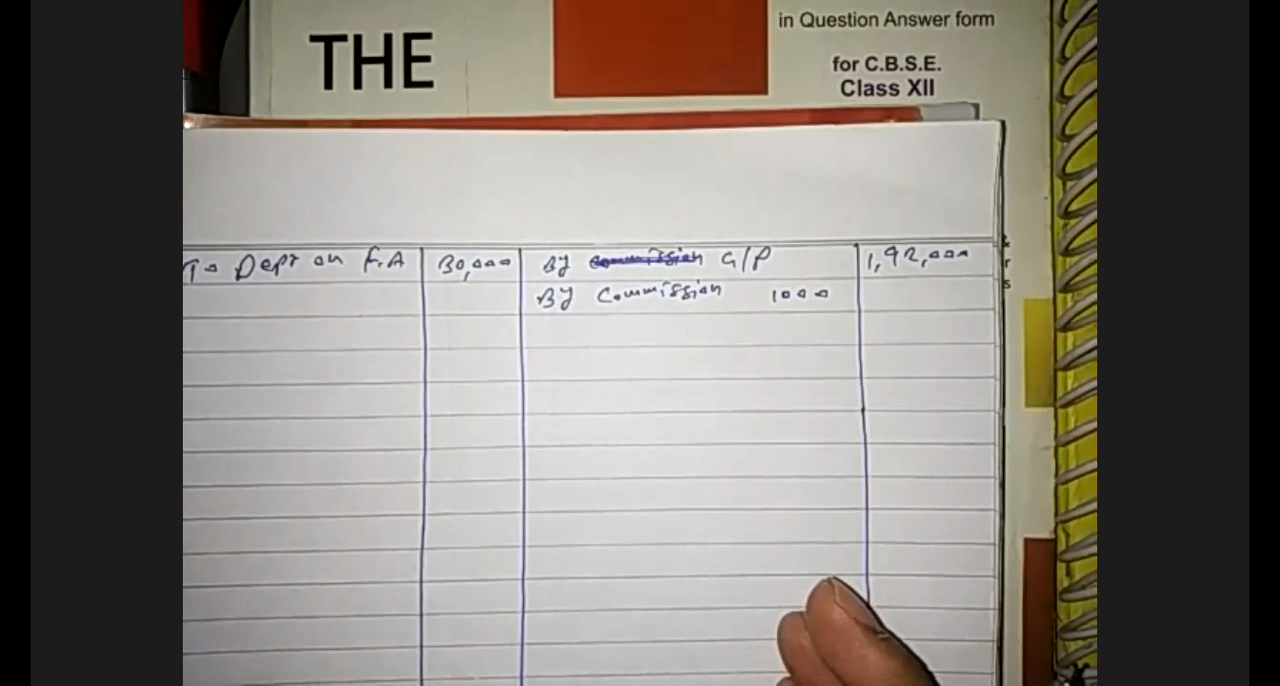 THE
in Question Answer form
for C.B.S.E.
Class XII
To Depr on F.A 30,000 By G/P 1,92,000
By Commission 1000